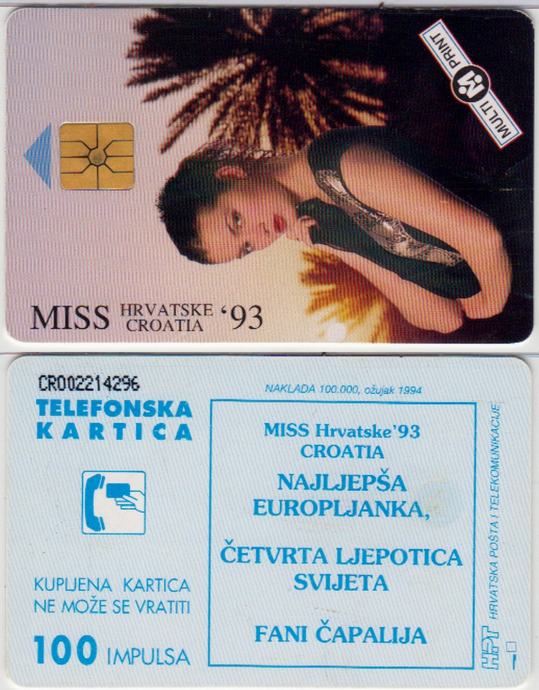 MULTI M PRINT
MISS HRVATSKE CROATIA '93
CR002214296
TELEFONSKA
KARTICA
KUPLJENA KARTICA
NE MOŽE SE VRATITI
100 IMPULSA
NAKLADA 100.000, ožujak 1994
MISS Hrvatske'93
CROATIA
NAJLJEPŠA
EUROPLJANKA,
ČETVRTA LJEPOTICA
SVIJETA
FANI ČAPALIJA
HPT HRVATSKA POŠTA I TELEKOMUNIKACIJE